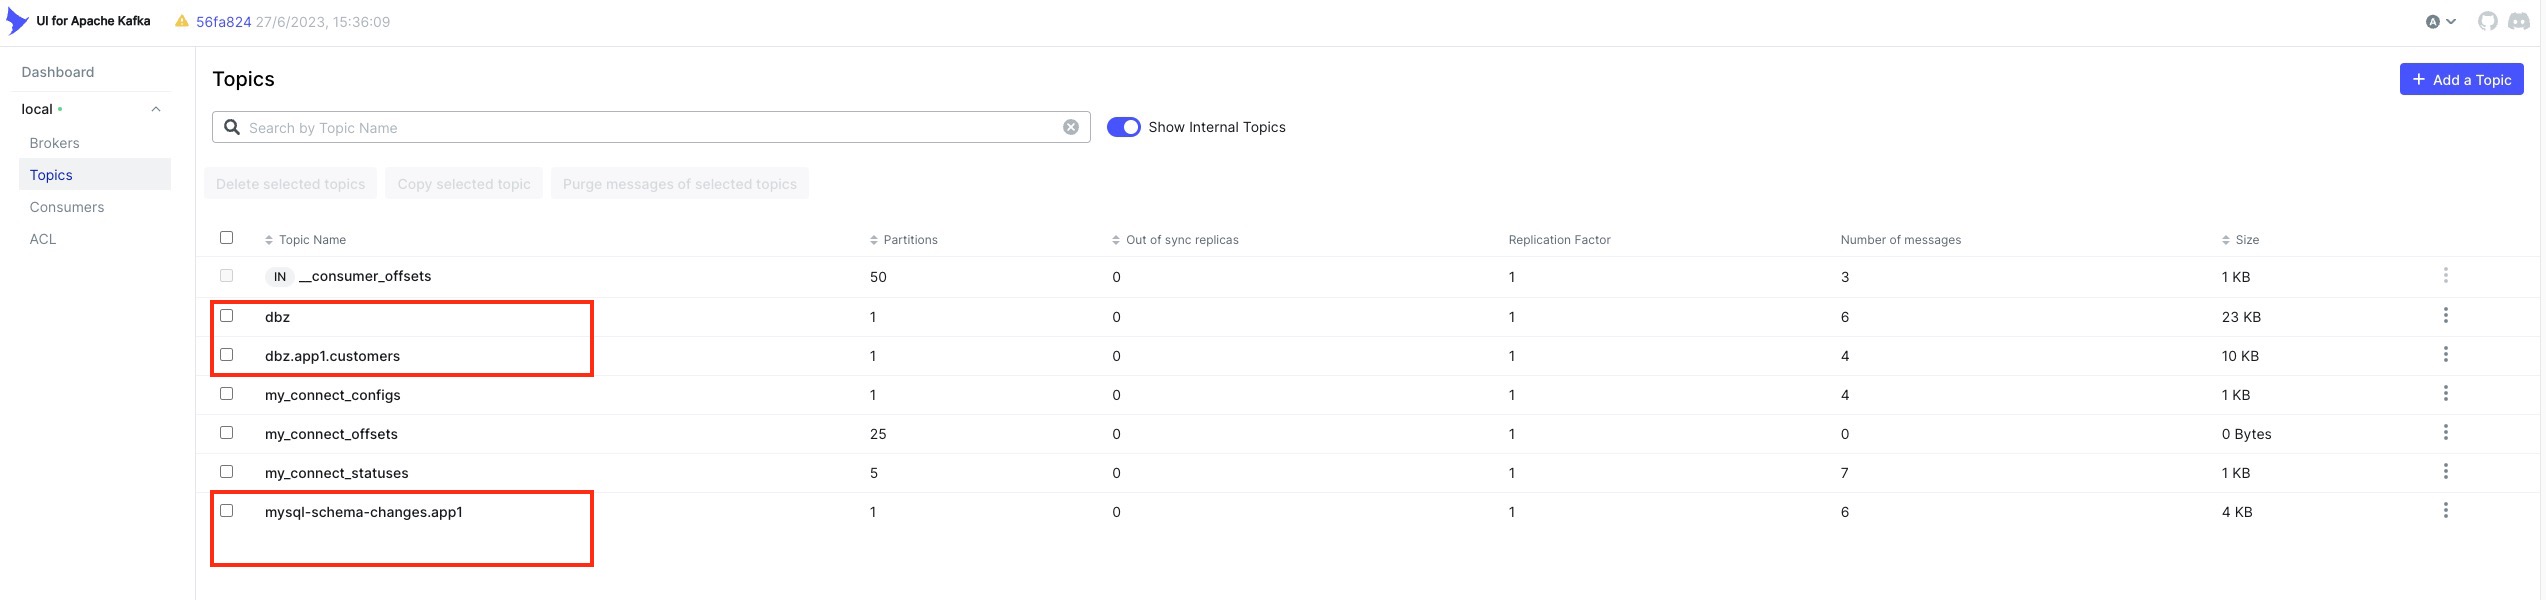 UI for Apache Kafka 56fa824 27/6/2023, 15:36:09 A
Dashboard
local
Brokers
Topics
Consumers
ACL
Topics
Add a Topic
Search by Topic Name
Show Internal Topics
Delete selected topics Copy selected topic Purge messages of selected topics
Topic Name Partitions Out of sync replicas Replication Factor Number of messages Size
IN __consumer_offsets 50 0 1 3 1 KB
dbz 1 0 1 6 23 KB
dbz.app1.customers 1 0 1 4 10 KB
my_connect_configs 1 0 1 4 1 KB
my_connect_offsets 25 0 1 0 0 Bytes
my_connect_statuses 5 0 1 7 1 KB
mysql-schema-changes.app1 1 0 1 6 4 KB